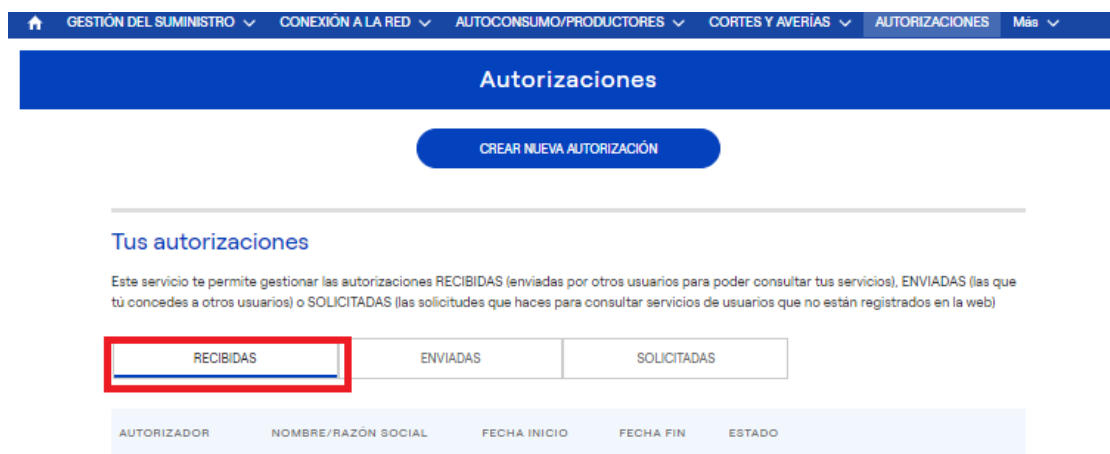 GESTIÓN DEL SUMINISTRO CONEXIÓN A LA RED AUTOCONSUMO/PRODUCTORES CORTES Y AVERÍAS AUTORIZACIONES Más
Autorizaciones
CREAR NUEVA AUTORIZACIÓN
Tus autorizaciones
Este servicio te permite gestionar las autorizaciones RECIBIDAS (enviadas por otros usuarios para poder consultar tus servicios), ENVIADAS (las que
tú concedes a otros usuarios) o SOLICITADAS (las solicitudes que haces para consultar servicios de usuarios que no están registrados en la web)
RECIBIDAS ENVIADAS SOLICITADAS
AUTORIZADOR NOMBRE/RAZÓN SOCIAL FECHA INICIO FECHA FIN ESTADO